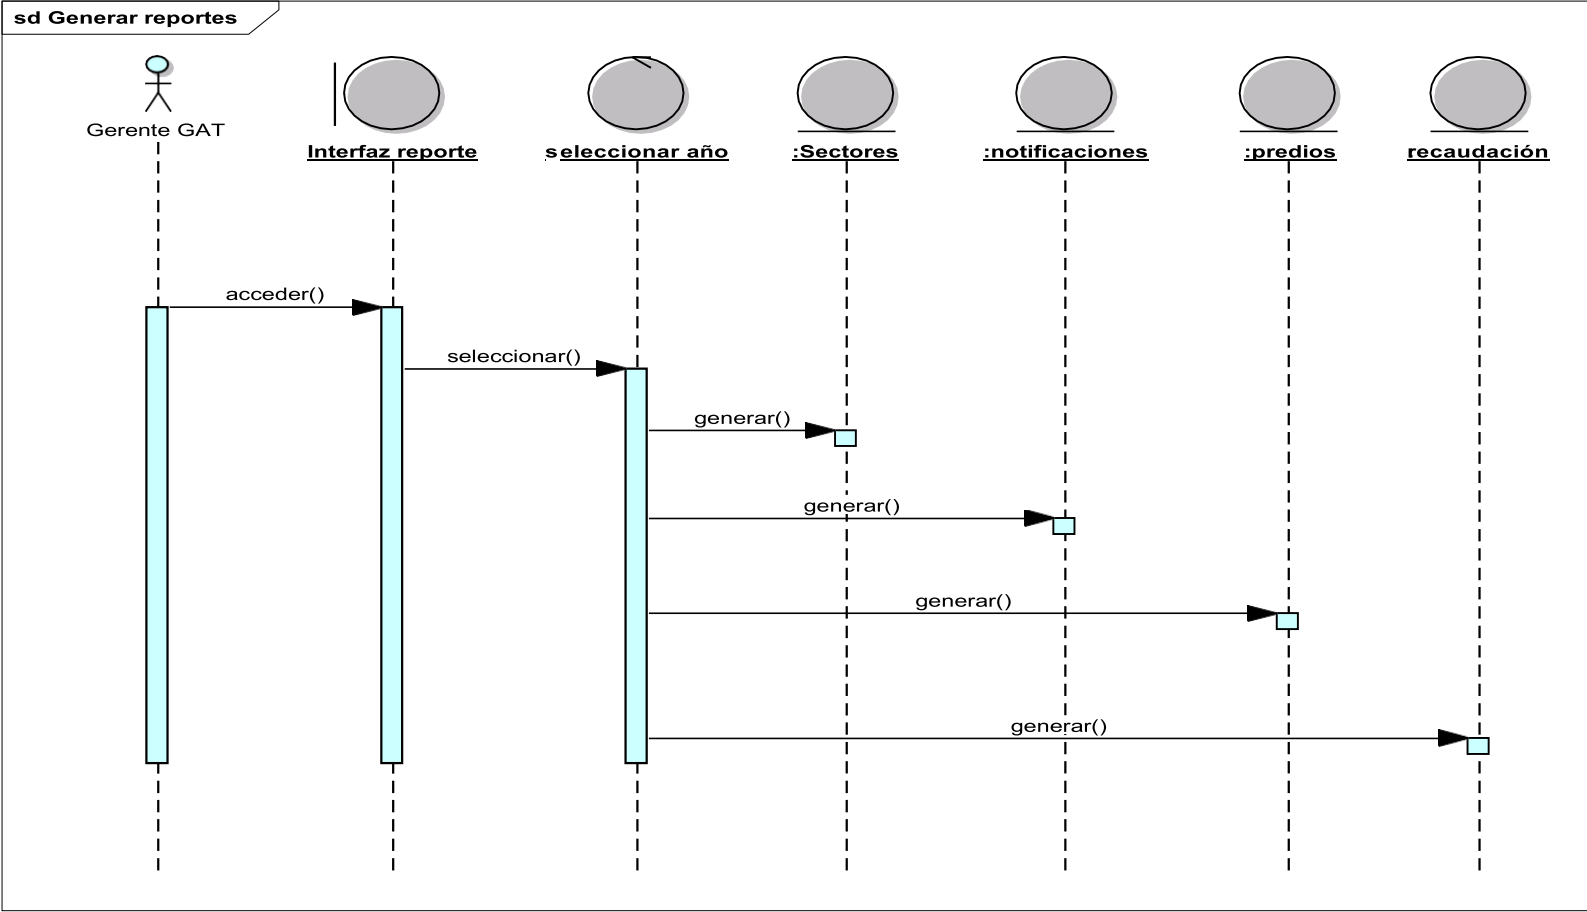 sd Generar reportes
Gerente GAT
Interfaz reporte
seleccionar año
:Sectores
:notificaciones
:predios
recaudación
acceder()
seleccionar()
generar()
generar()
generar()
generar()